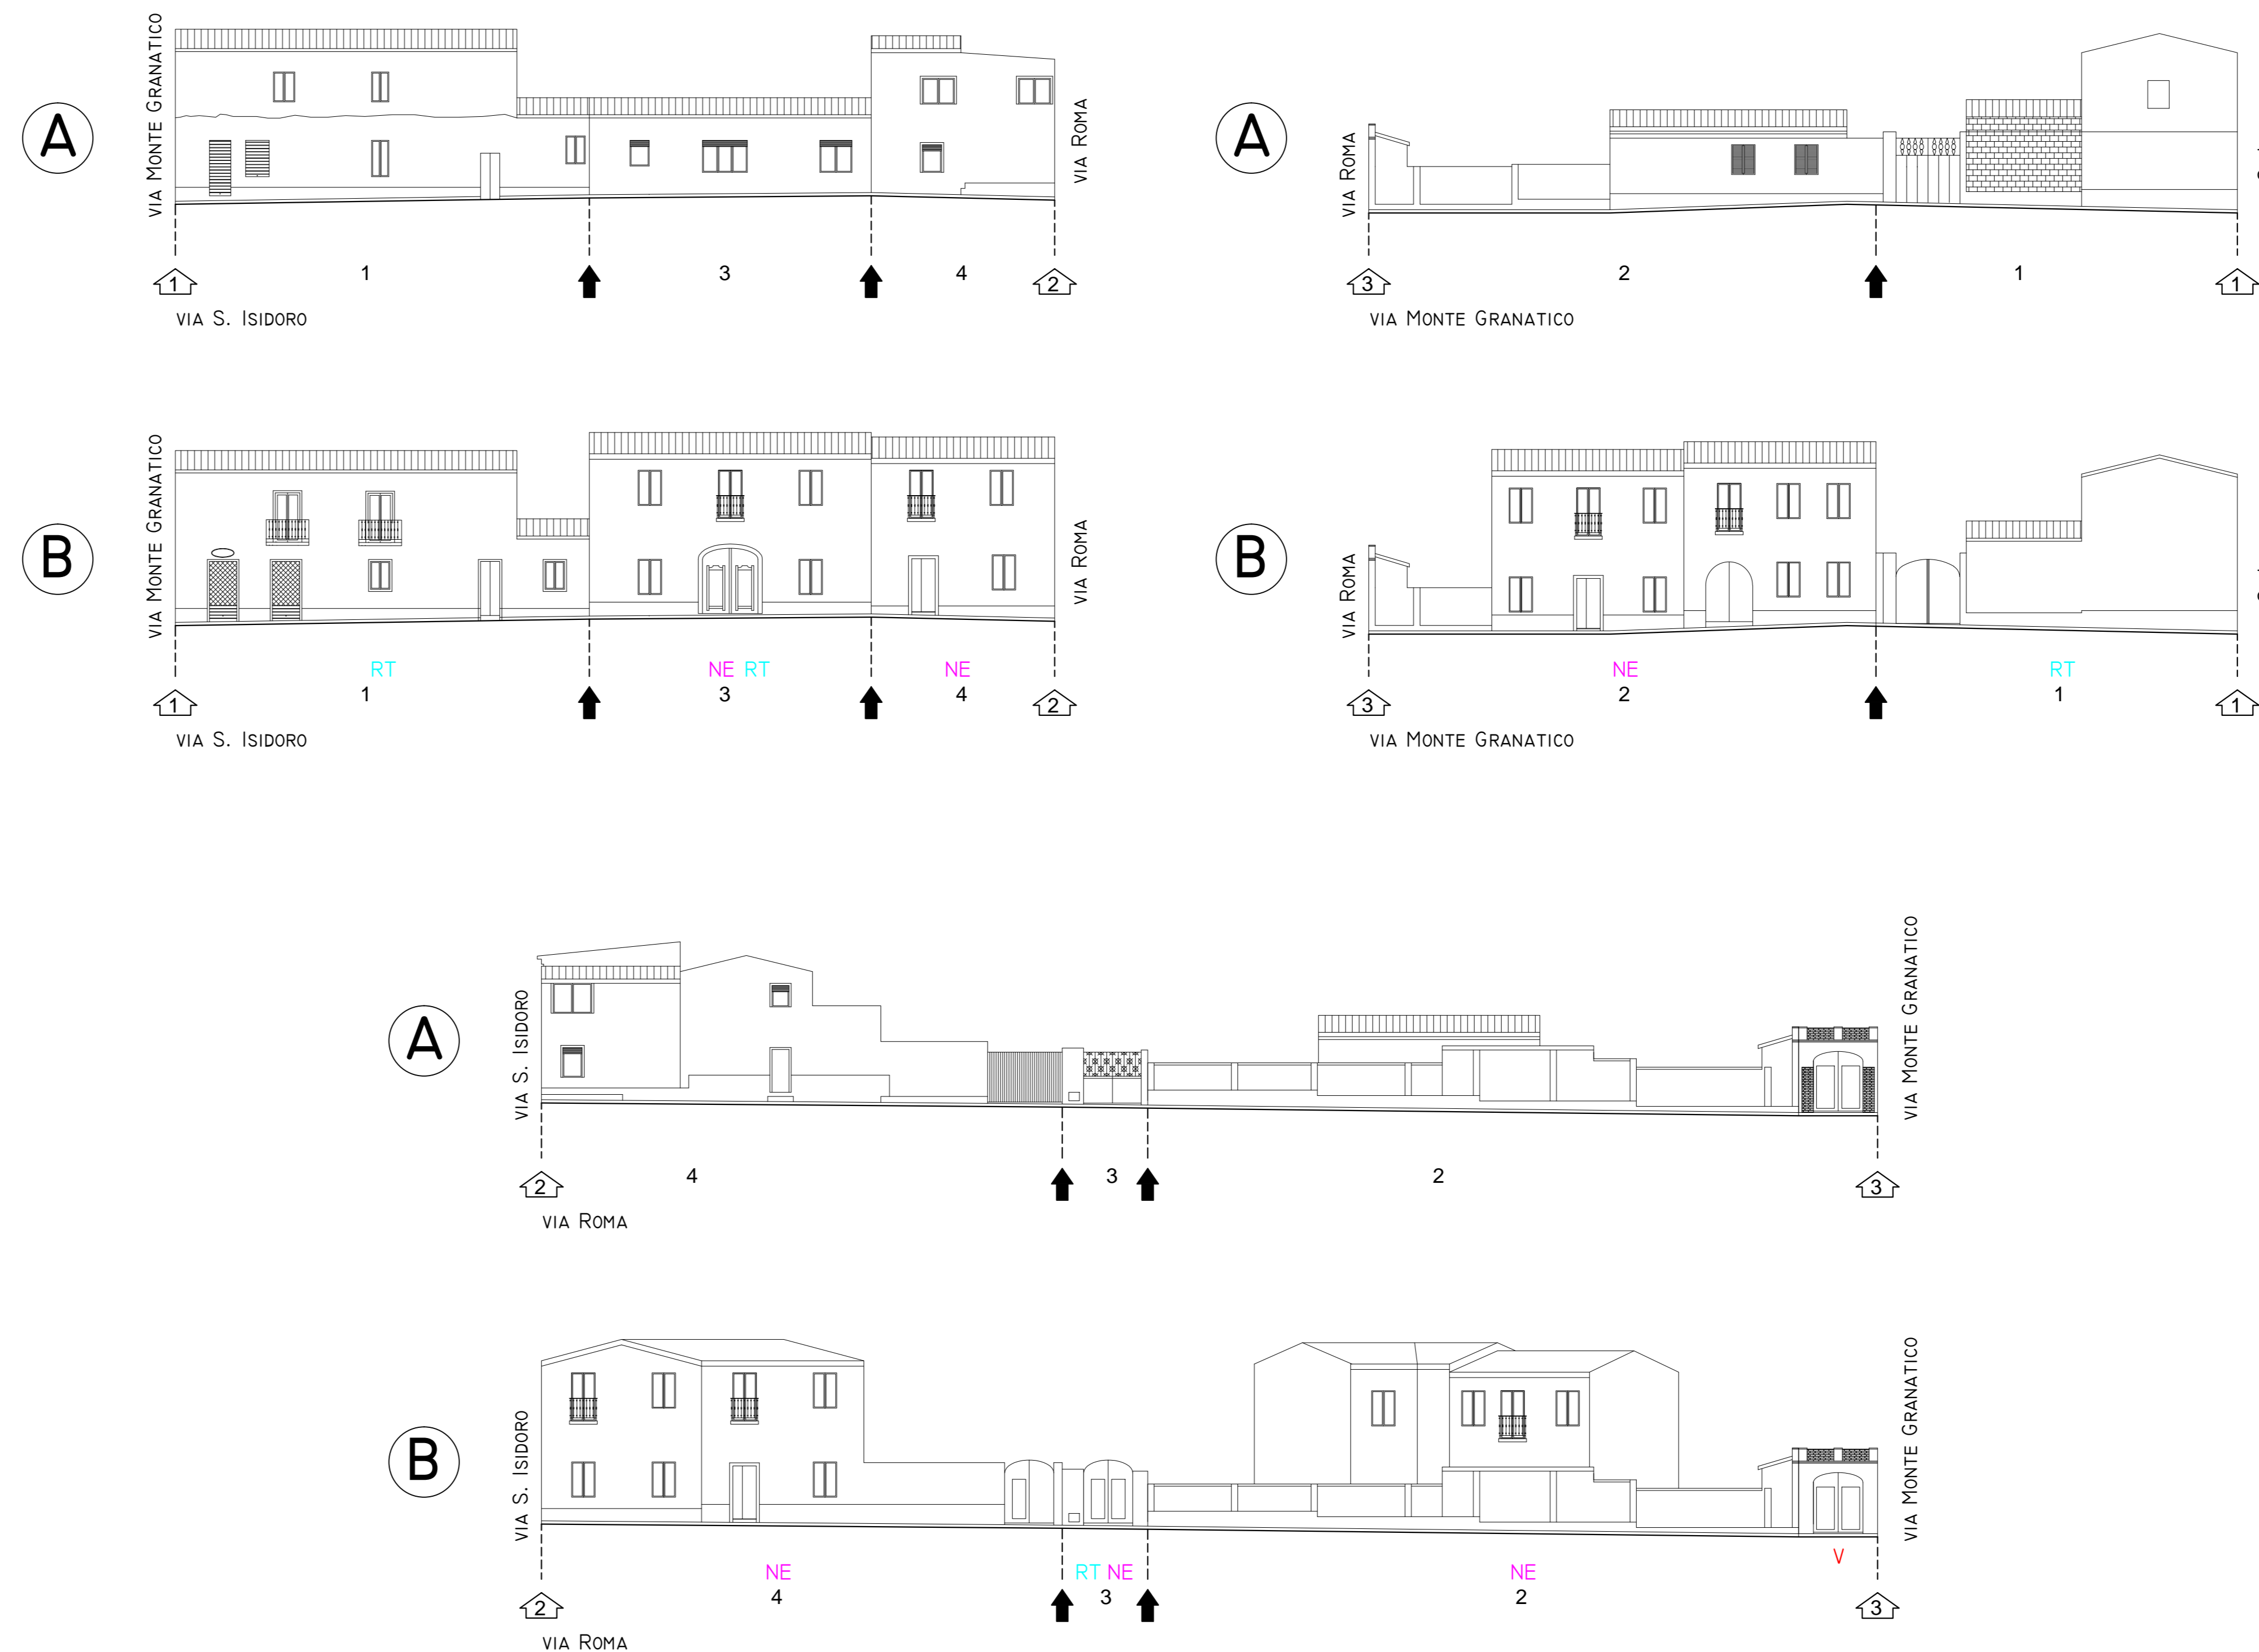 A
VIA MONTE GRANATICO
VIA ROMA
1
1
3
4
2
VIA S. ISIDORO
A
VIA ROMA
3
2
1
1
VIA MONTE GRANATICO
B
VIA MONTE GRANATICO
VIA ROMA
RT
NE RT
NE
1
1
3
4
2
VIA S. ISIDORO
B
VIA ROMA
NE
RT
3
2
1
1
VIA MONTE GRANATICO
A
VIA S. ISIDORO
VIA MONTE GRANATICO
2
4
3
2
3
VIA ROMA
B
VIA S. ISIDORO
VIA MONTE GRANATICO
V
NE
RT NE
NE
2
4
3
2
3
VIA ROMA